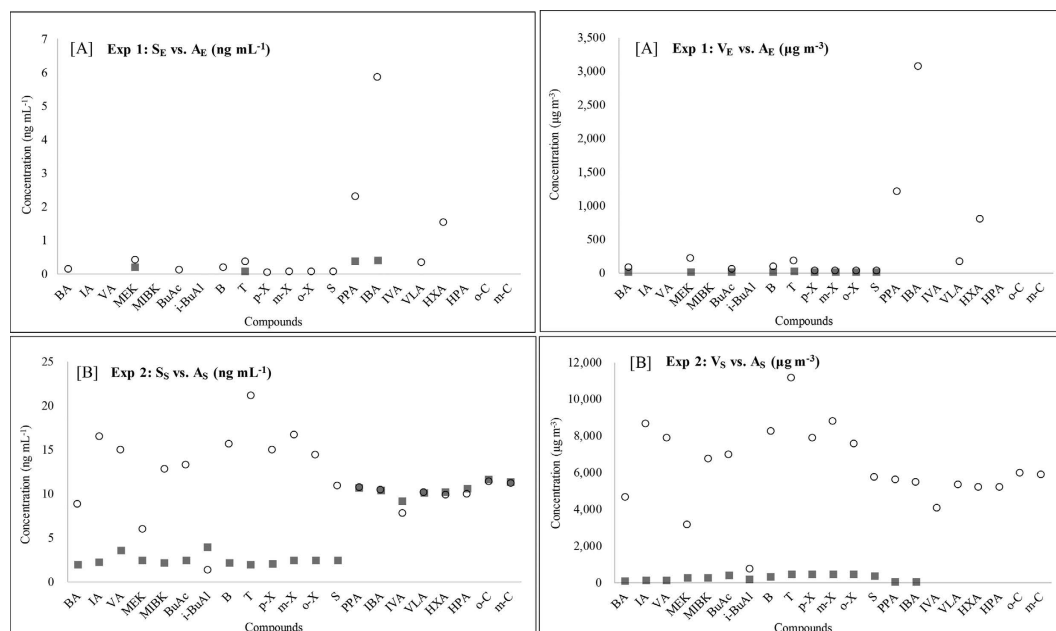 [A] Exp 1: SE vs. AE (ng mL-1)
Concentration (ng mL-1)
7
6
5
4
3
2
1
0
BA IA VA MEK MIBK BuAc i-BuAl B T p-X m-X o-X S PPA IBA IVA VLA HXA HPA o-C m-C
Compounds
[A] Exp 1: VE vs. AE (µg m-3)
Concentration (µg m-3)
3,500
3,000
2,500
2,000
1,500
1,000
500
0
BA IA VA MEK MIBK BuAc i-BuAl B T p-X m-X o-X S PPA IBA IVA VLA HXA HPA o-C m-C
Compounds
[B] Exp 2: SS vs. AS (ng mL-1)
Concentration (ng mL-1)
25
20
15
10
5
0
BA IA VA MEK MIBK BuAc i-BuAl B T p-X m-X o-X S PPA IBA IVA VLA HXA HPA o-C m-C
Compounds
[B] Exp 2: VS vs. AS (µg m-3)
Concentration (µg m-3)
12,000
10,000
8,000
6,000
4,000
2,000
0
BA IA VA MEK MIBK BuAc i-BuAl B T p-X m-X o-X S PPA IBA IVA VLA HXA HPA o-C m-C
Compounds